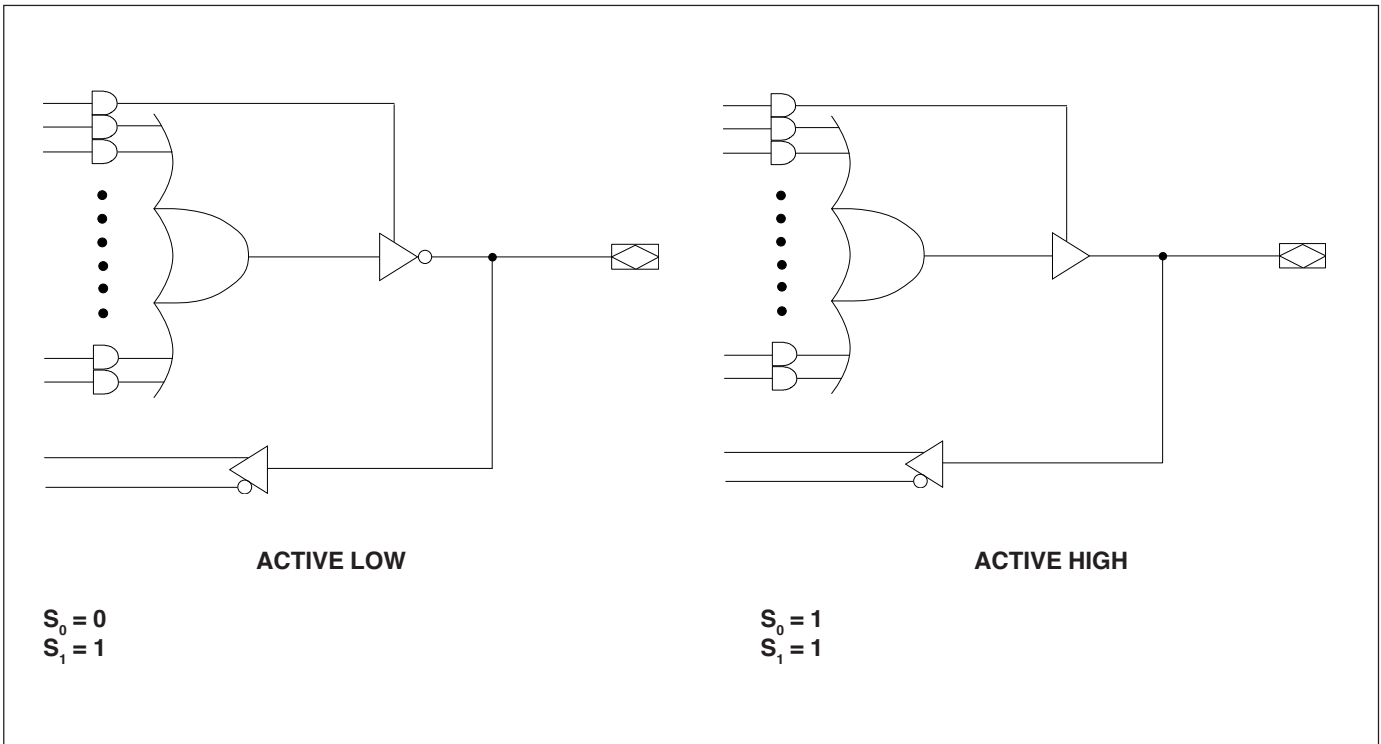 ACTIVE LOW
S₀ = 0
S₁ = 1
ACTIVE HIGH
S₀ = 1
S₁ = 1